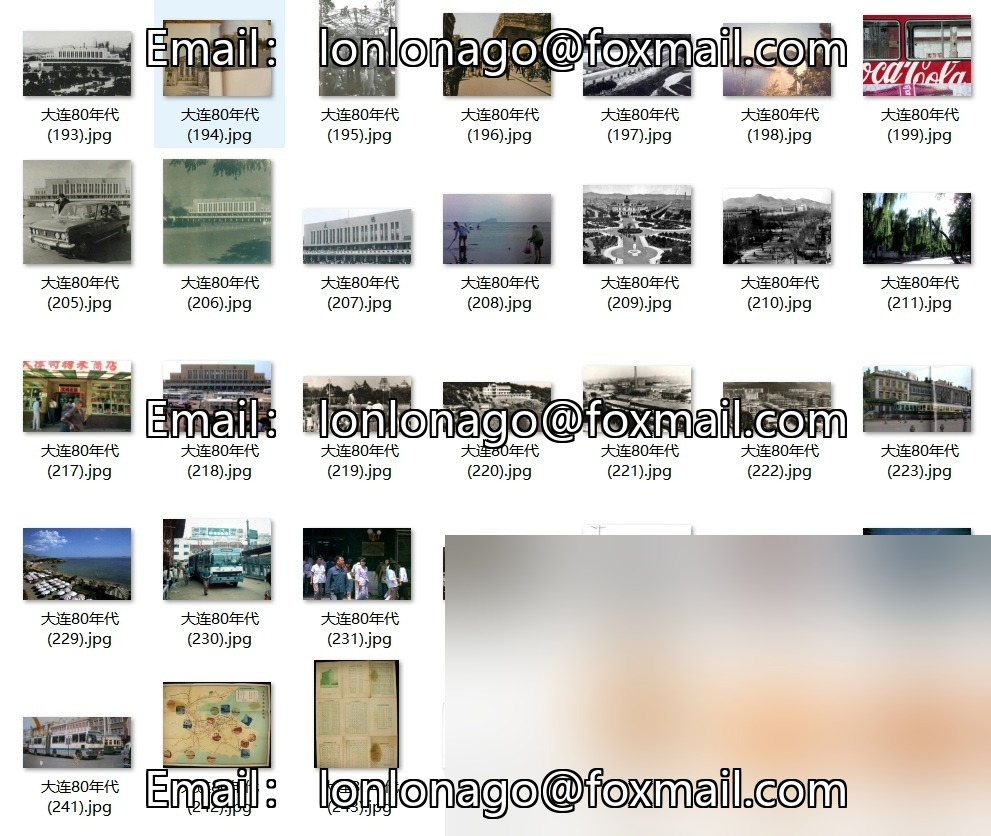 Email： lonlonago@foxmail.com
大连80年代 大连80年代 大连80年代 大连80年代 大连80年代 大连80年代 大连80年代
(193).jpg (194).jpg (195).jpg (196).jpg (197).jpg (198).jpg (199).jpg
大连80年代 大连80年代 大连80年代 大连80年代 大连80年代 大连80年代 大连80年代
(205).jpg (206).jpg (207).jpg (208).jpg (209).jpg (210).jpg (211).jpg
Email： lonlonago@foxmail.com
大连80年代 大连80年代 大连80年代 大连80年代 大连80年代 大连80年代 大连80年代
(217).jpg (218).jpg (219).jpg (220).jpg (221).jpg (222).jpg (223).jpg
大连80年代 大连80年代 大连80年代
(229).jpg (230).jpg (231).jpg
大连80年代
Email： lonlonago@foxmail.com
(241).jpg (242).jpg (243).jpg